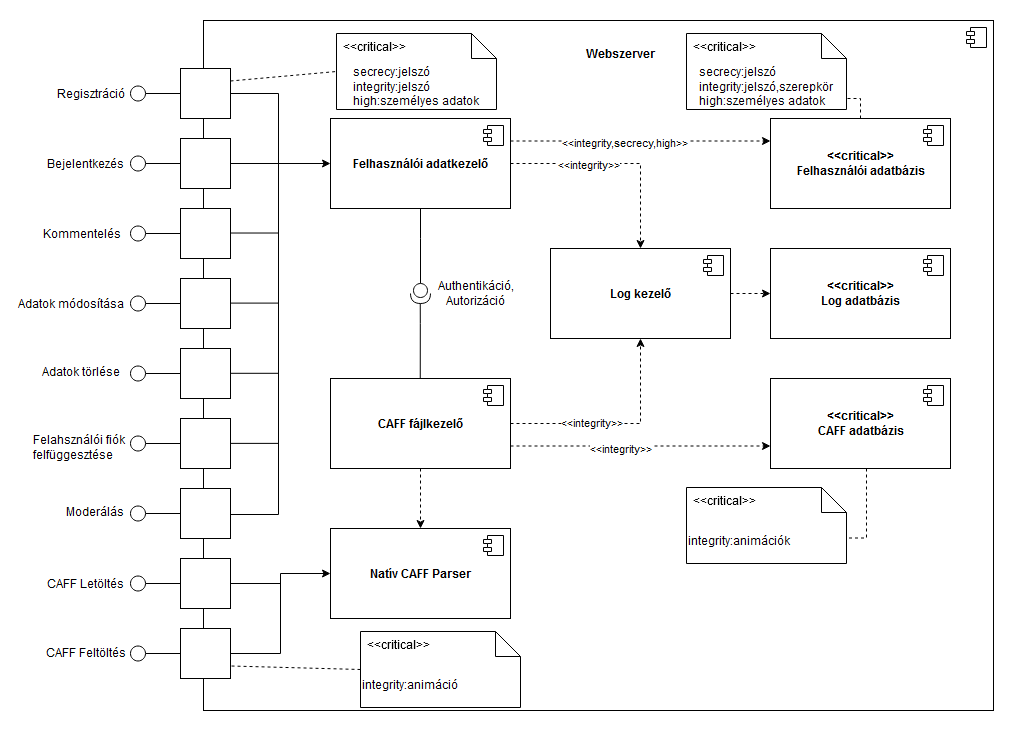 Webszerver
<<critical>>
secrecy:jelszó
integrity:jelszó
high:személyes adatok
<<critical>>
secrecy:jelszó
integrity:jelszó,szerepkör
high:személyes adatok
Regisztráció
Bejelentkezés
Kommentelés
Adatok módosítása
Adatok törlése
Felahsználói fiók
felfüggesztése
Moderálás
CAFF Letöltés
CAFF Feltöltés
Felhasználói adatkezelő
<<integrity,secrecy,high>>
<<integrity>>
<<critical>>
Felhasználói adatbázis
Authentikáció,
Autorizáció
Log kezelő
<<critical>>
Log adatbázis
CAFF fájlkezelő
<<integrity>>
<<integrity>>
<<critical>>
CAFF adatbázis
<<critical>>
integrity:animációk
Natív CAFF Parser
<<critical>>
integrity:animáció